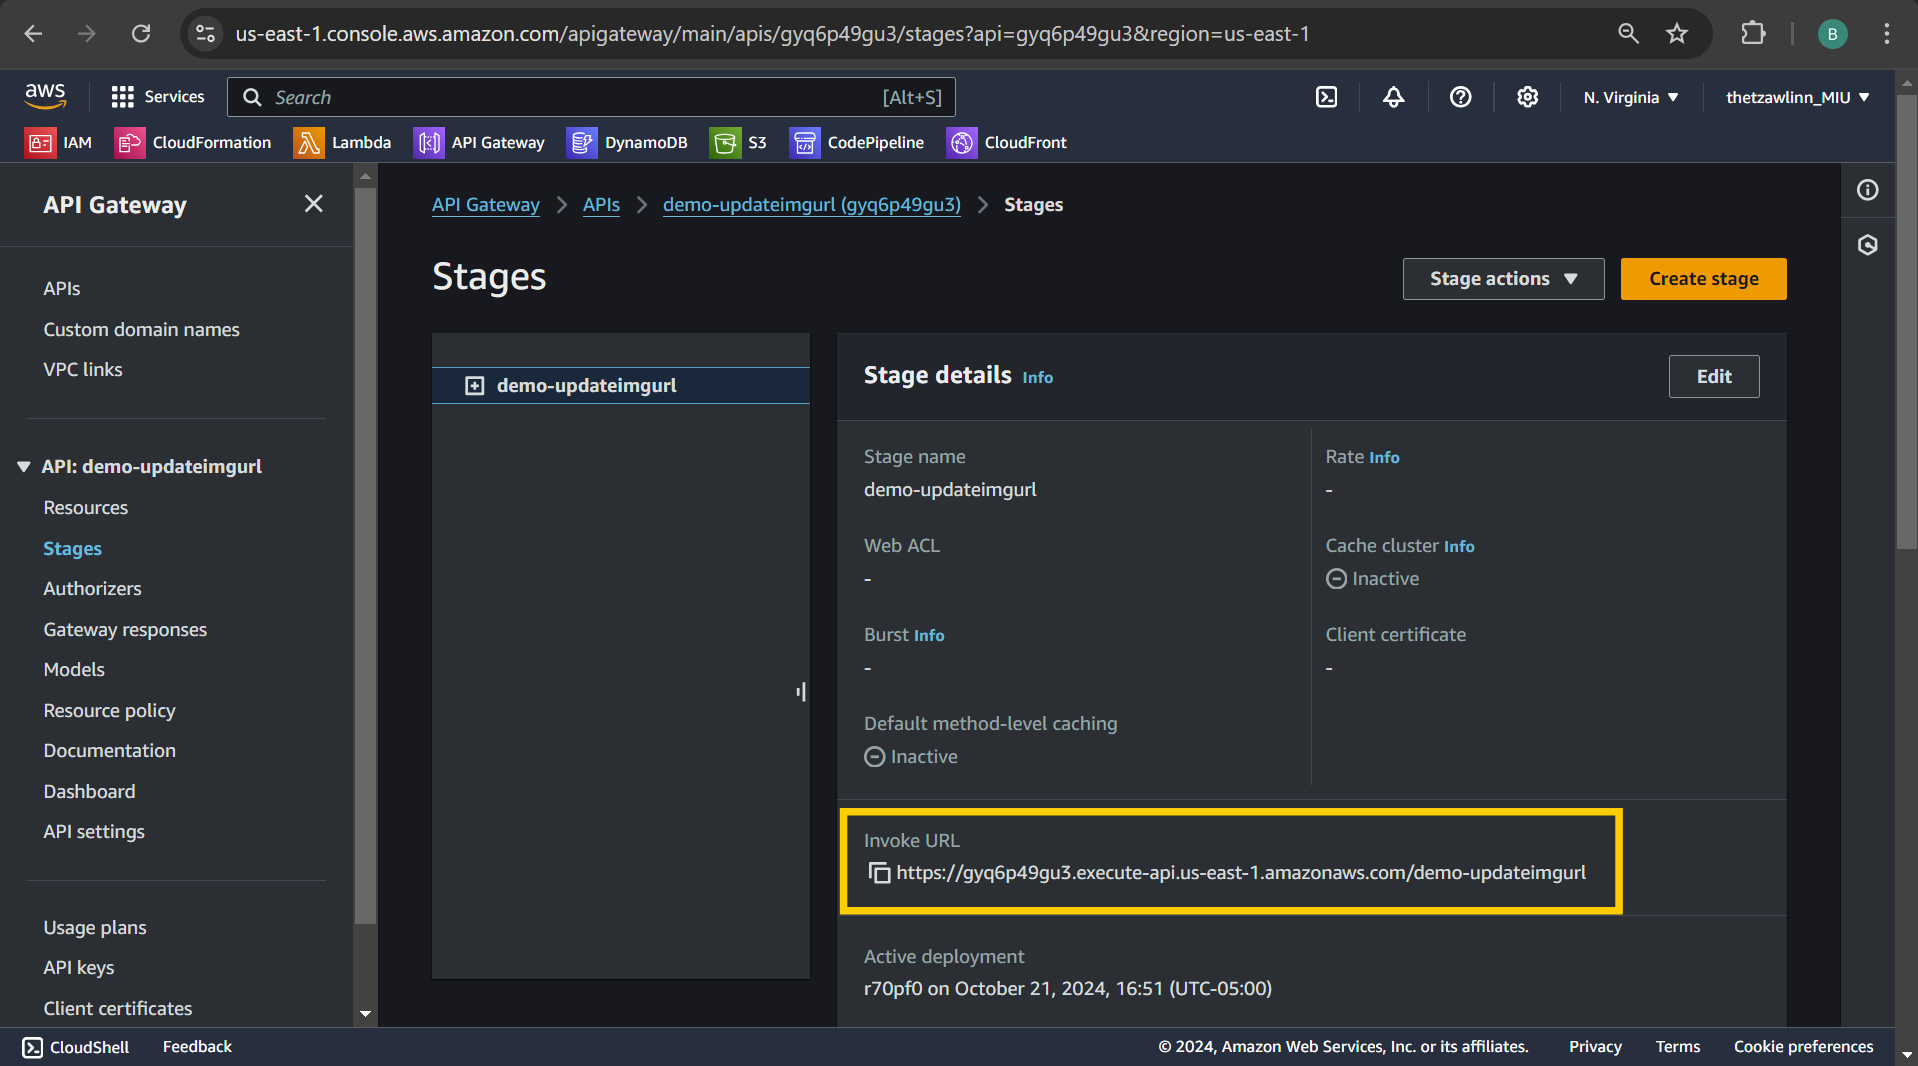 us-east-1.console.aws.amazon.com/apigateway/main/apis/gyq6p49gu3/stages?api=gyq6p49gu3&region=us-east-1
B
aws
Services
Search
[Alt+S]
N. Virginia
thetzawlinn_MIU
IAM
CloudFormation
Lambda
API Gateway
DynamoDB
S3
CodePipeline
CloudFront
API Gateway
APIs
Custom domain names
VPC links
API: demo-updateimgurl
Resources
Stages
Authorizers
Gateway responses
Models
Resource policy
Documentation
Dashboard
API settings
Usage plans
API keys
Client certificates
API Gateway
APIs
demo-updateimgurl (gyq6p49gu3)
Stages
Stages
Stage actions
Create stage
demo-updateimgurl
Stage details Info
Edit
Stage name
demo-updateimgurl
Web ACL
-
Burst Info
-
Default method-level caching
Inactive
Rate Info
-
Cache cluster Info
Inactive
Client certificate
-
Invoke URL
https://gyq6p49gu3.execute-api.us-east-1.amazonaws.com/demo-updateimgurl
Active deployment
r70pf0 on October 21, 2024, 16:51 (UTC-05:00)
CloudShell
Feedback
© 2024, Amazon Web Services, Inc. or its affiliates.
Privacy
Terms
Cookie preferences